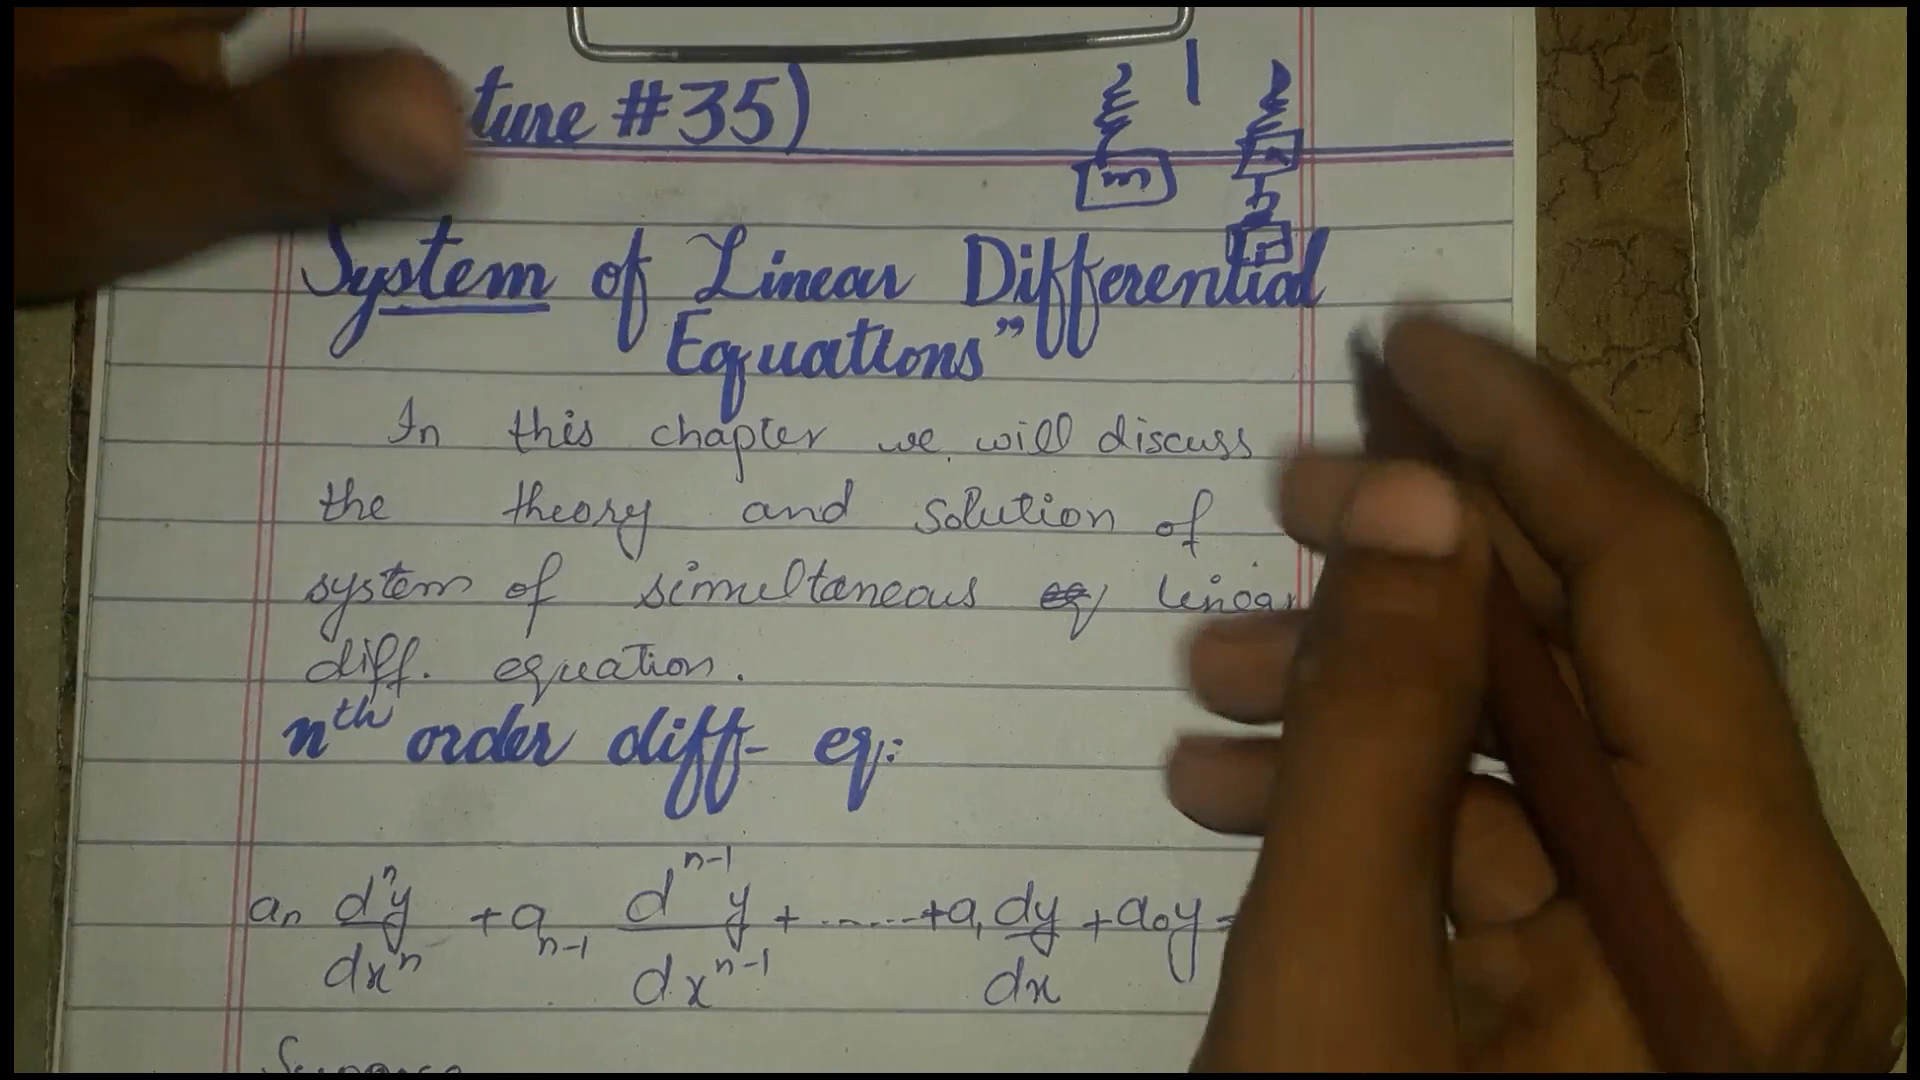 ture #35)
m
System of Linear Differential
Equations”
In this chapter we will discuss
the theory and solution of
system of simultaneous linear
diff. equation.
nth order diff- eq:
aₙ dⁿy/dxⁿ + aₙ₋₁ dⁿ⁻¹y/dxⁿ⁻¹ + ...... + a₁ dy/dx + a₀y =